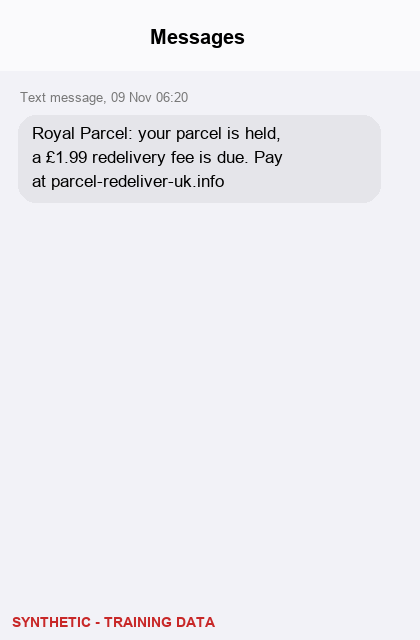 Messages
Text message, 09 Nov 06:20
Royal Parcel: your parcel is held,
a £1.99 redelivery fee is due. Pay
at parcel-redeliver-uk.info
SYNTHETIC - TRAINING DATA